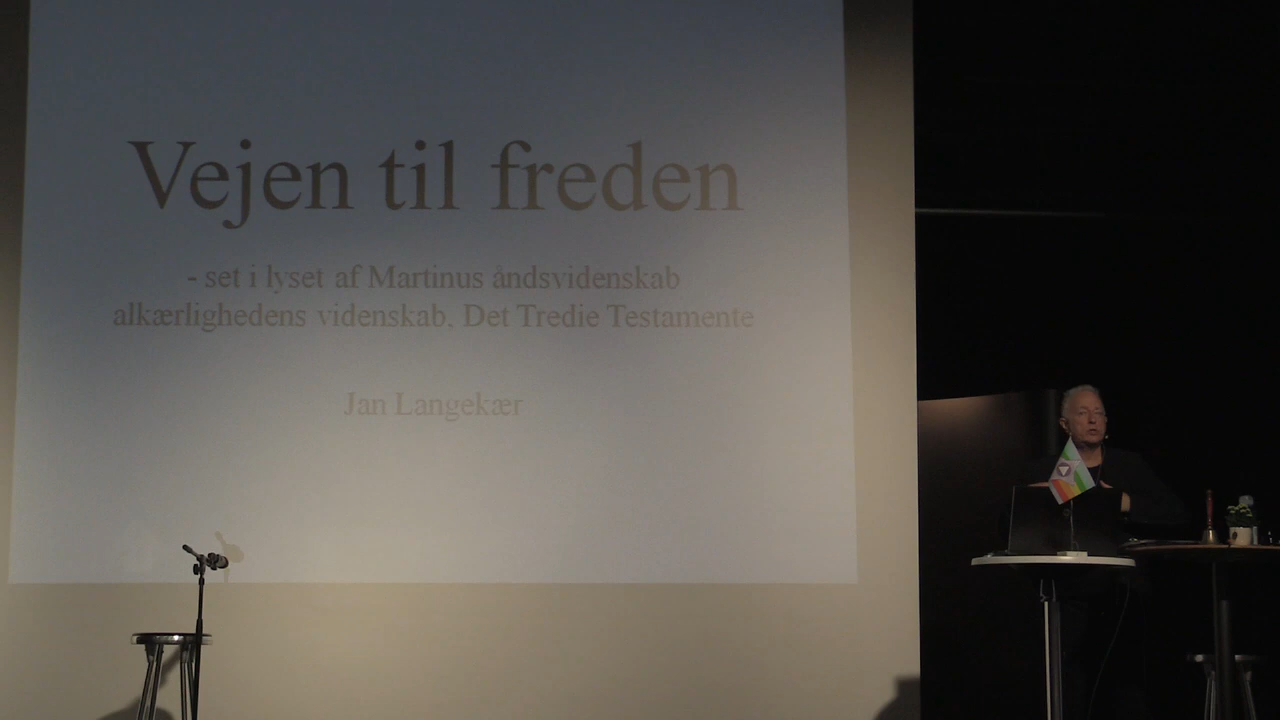 Vejen til freden
- set i lyset af Martinus åndsvidenskab
alkærlighedens videnskab, Det Tredie Testamente
Jan Langekær